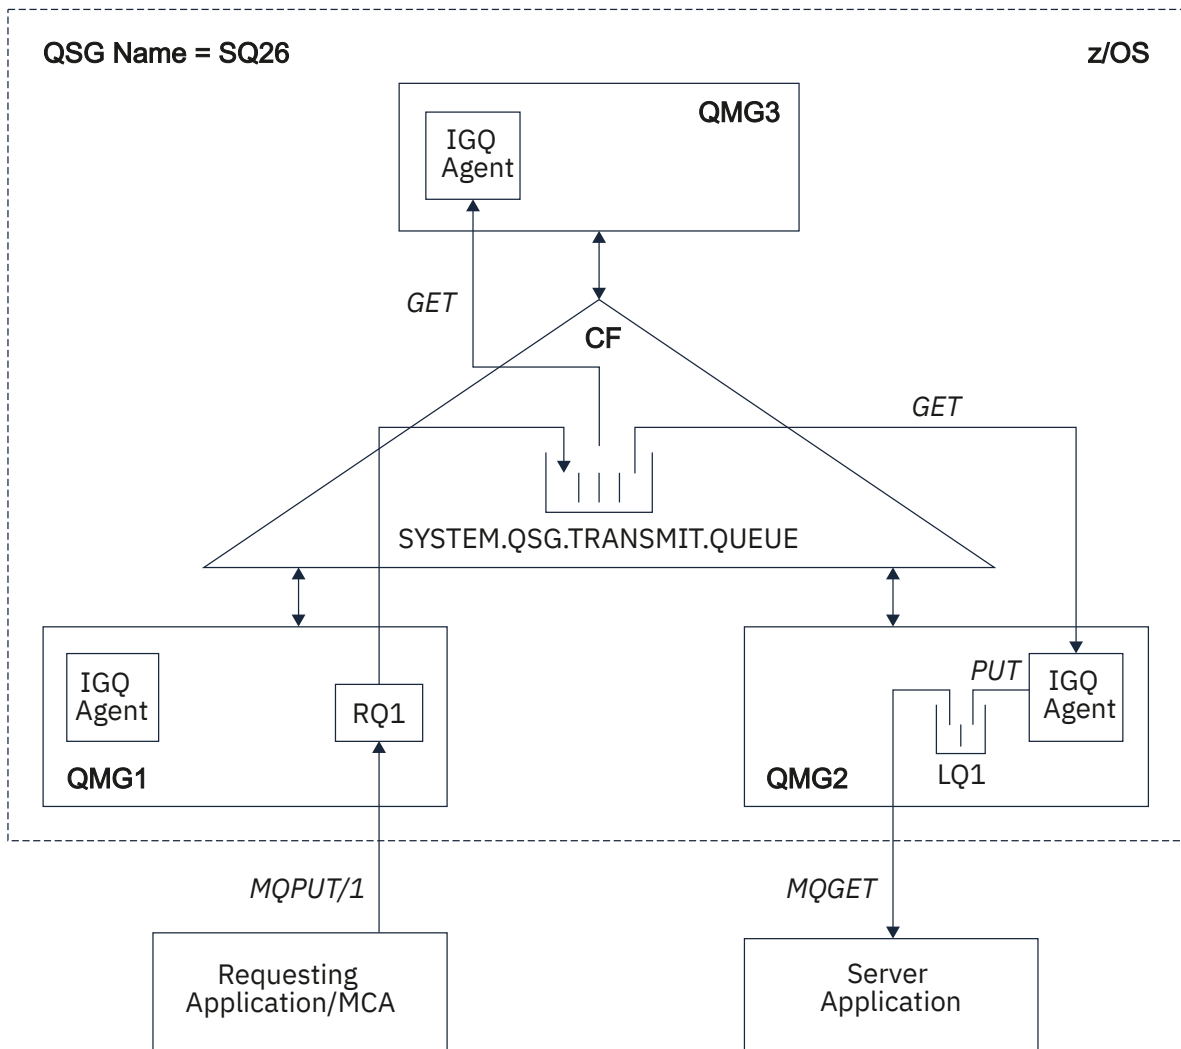 QSG Name = SQ26
z/OS
QMG3
IGQ
Agent
GET
CF
GET
SYSTEM.QSG.TRANSMIT.QUEUE
IGQ
Agent
RQ1
QMG1
PUT
IGQ
Agent
LQ1
QMG2
MQPUT/1
MQGET
Requesting
Application/MCA
Server
Application